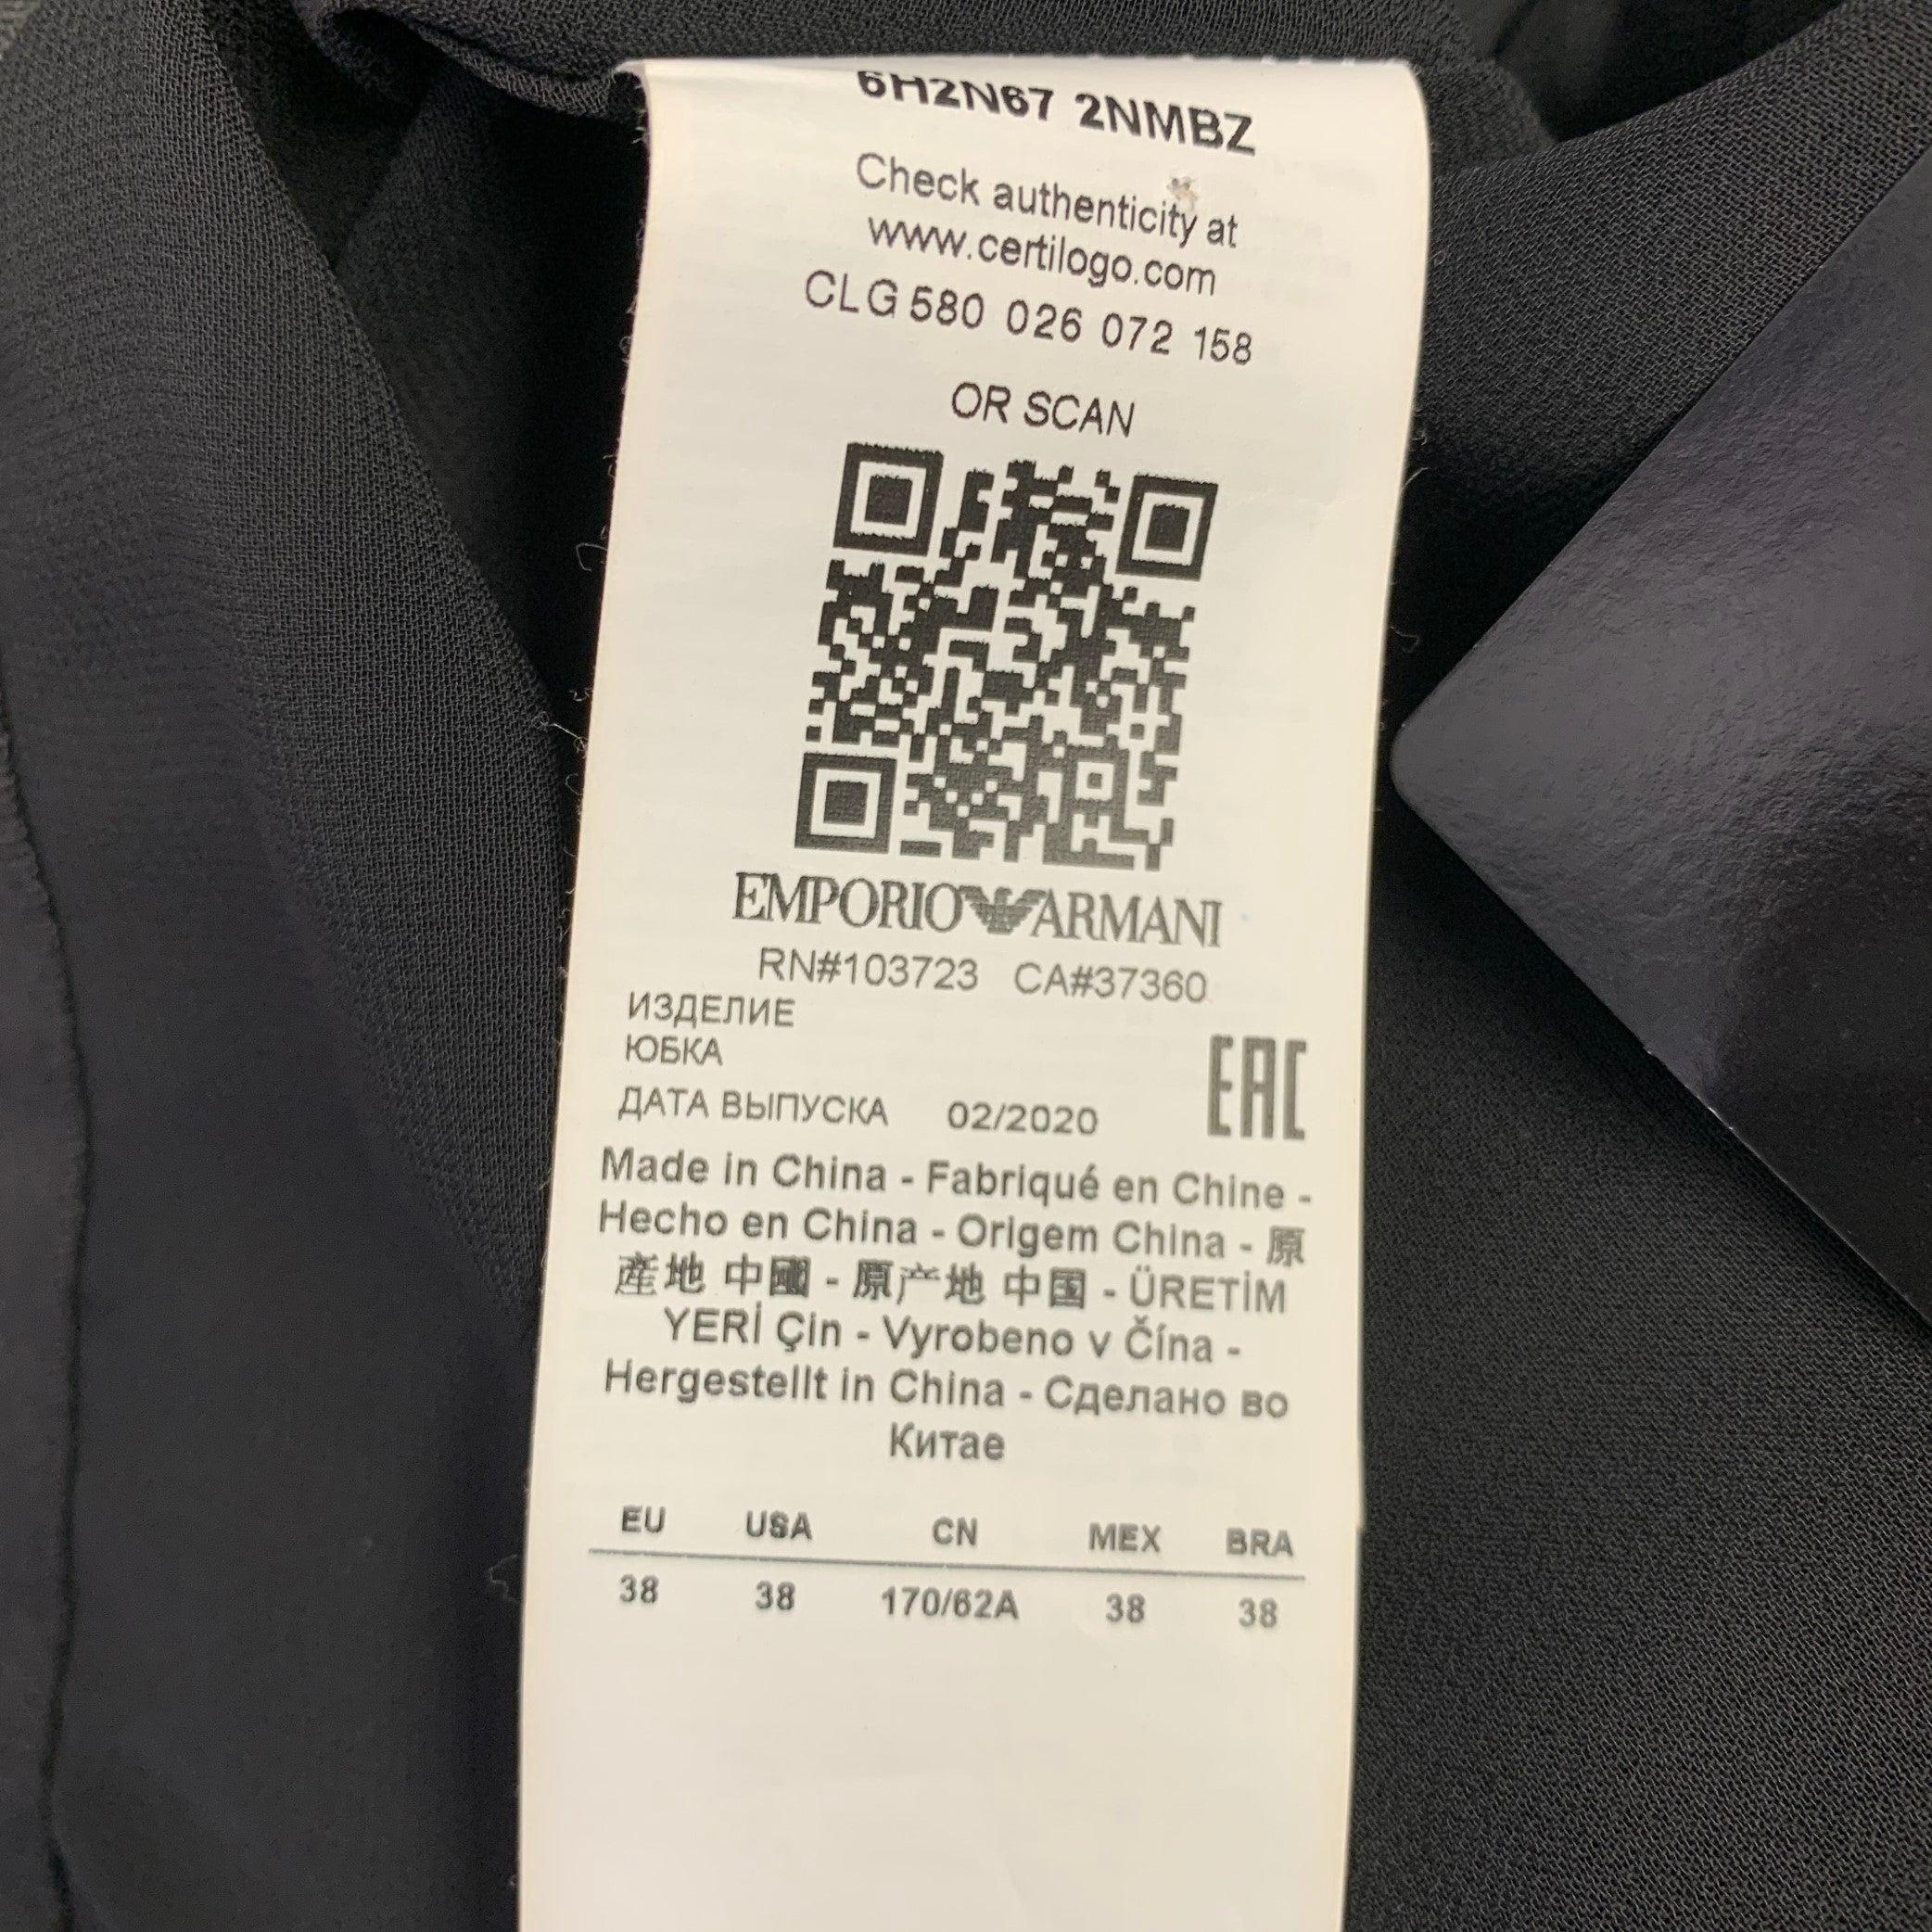 6H2N67 2NMBZ
Check authenticity at
www.certilogo.com
CLG 580 026 072 158
OR SCAN
EMPORIO ARMANI
RN#103723 CA#37360
ИЗДЕЛИЕ
ЮБКА
ДАТА ВЫПУСКА 02/2020
EAC
Made in China - Fabriqué en Chine -
Hecho en China - Origem China - 原
産地 中國 - 原产地 中国 - ÜRETİM
YERİ Çin - Vyrobeno v Čína -
Hergestellt in China - Сделано во
Китае
EU USA CN MEX BRA
38 38 170/62A 38 38